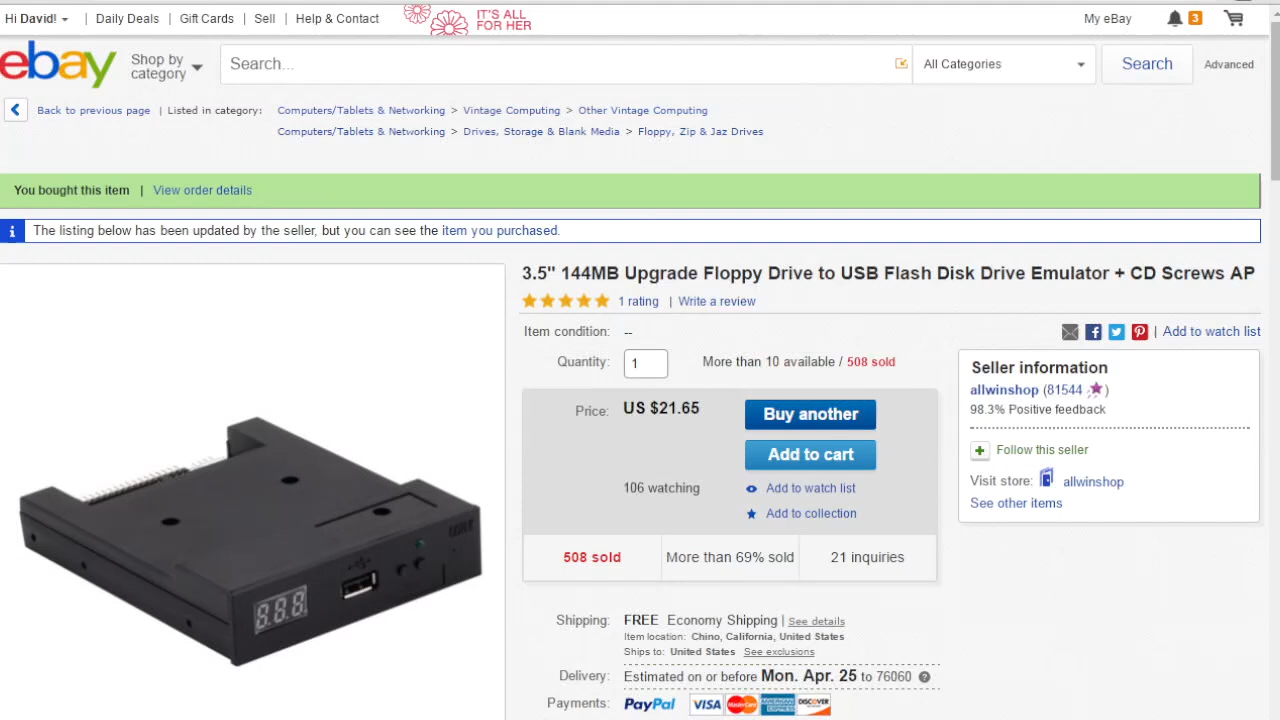 Hi David! | Daily Deals | Gift Cards | Sell | Help & Contact IT'S ALL FOR HER My eBay 3
ebay Shop by category Search... All Categories Search Advanced
Back to previous page | Listed in category: Computers/Tablets & Networking > Vintage Computing > Other Vintage Computing
Computers/Tablets & Networking > Drives, Storage & Blank Media > Floppy, Zip & Jaz Drives
You bought this item | View order details
i The listing below has been updated by the seller, but you can see the item you purchased.
3.5" 144MB Upgrade Floppy Drive to USB Flash Disk Drive Emulator + CD Screws AP
1 rating | Write a review
Item condition: --
| Add to watch list
Quantity: 1 More than 10 available / 508 sold
Price: US $21.65 Buy another
Add to cart
106 watching Add to watch list
Add to collection
508 sold More than 69% sold 21 inquiries
Seller information
allwinshop (81544 )
98.3% Positive feedback
Follow this seller
Visit store: allwinshop
See other items
Shipping: FREE Economy Shipping | See details
Item location: Chino, California, United States
Ships to: United States See exclusions
Delivery: Estimated on or before Mon. Apr. 25 to 76060 ?
Payments: PayPal VISA MasterCard AMERICAN EXPRESS DISCOVER
888